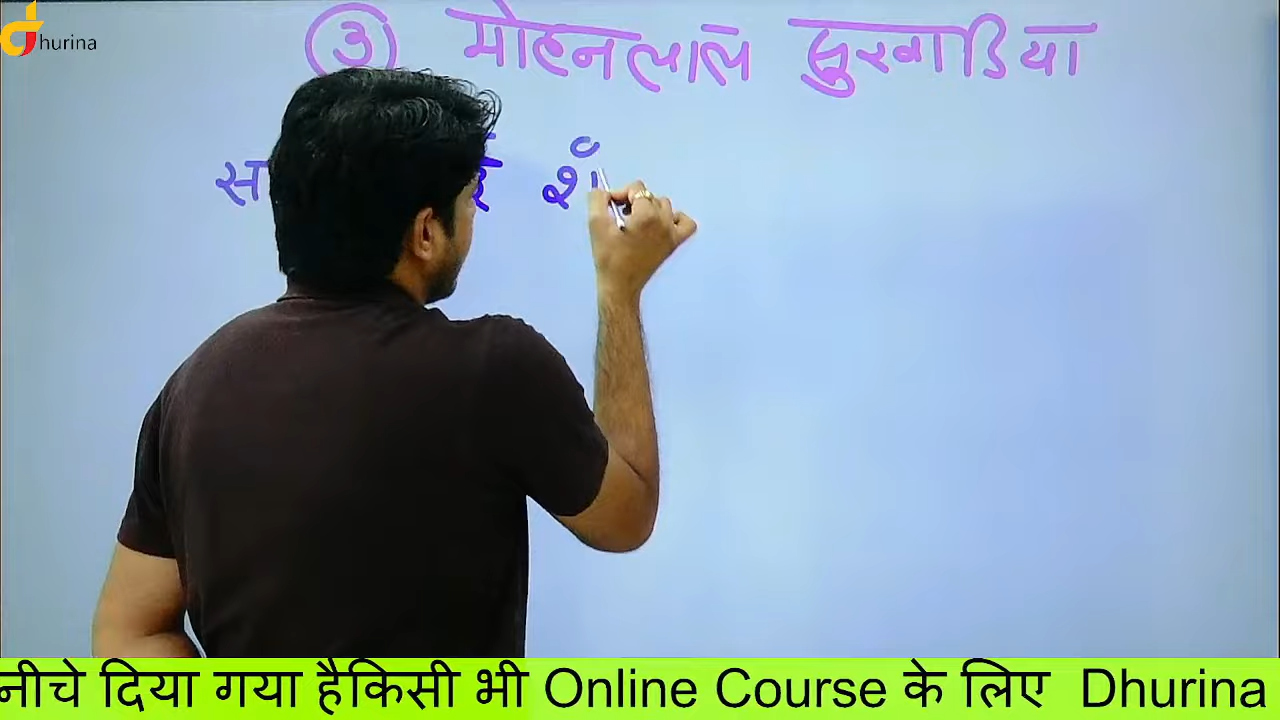 dhurina
③ मोहनलाल सुखाडिया
नीचे दिया गया हैकिसी भी Online Course के लिए Dhurina